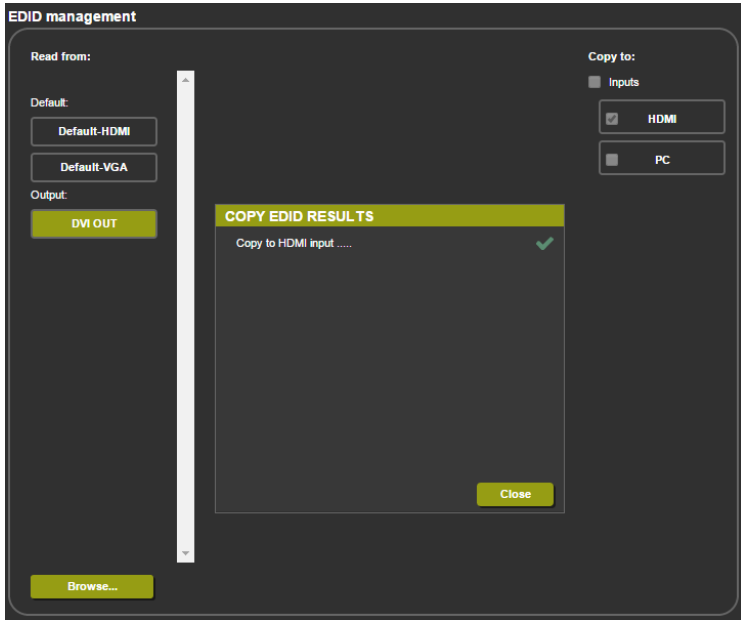 EDID management
Read from:
Copy to:
Inputs
Default:
Default-HDMI
HDMI
Default-VGA
PC
Output:
DVI OUT
COPY EDID RESULTS
Copy to HDMI input .....
Close
Browse...